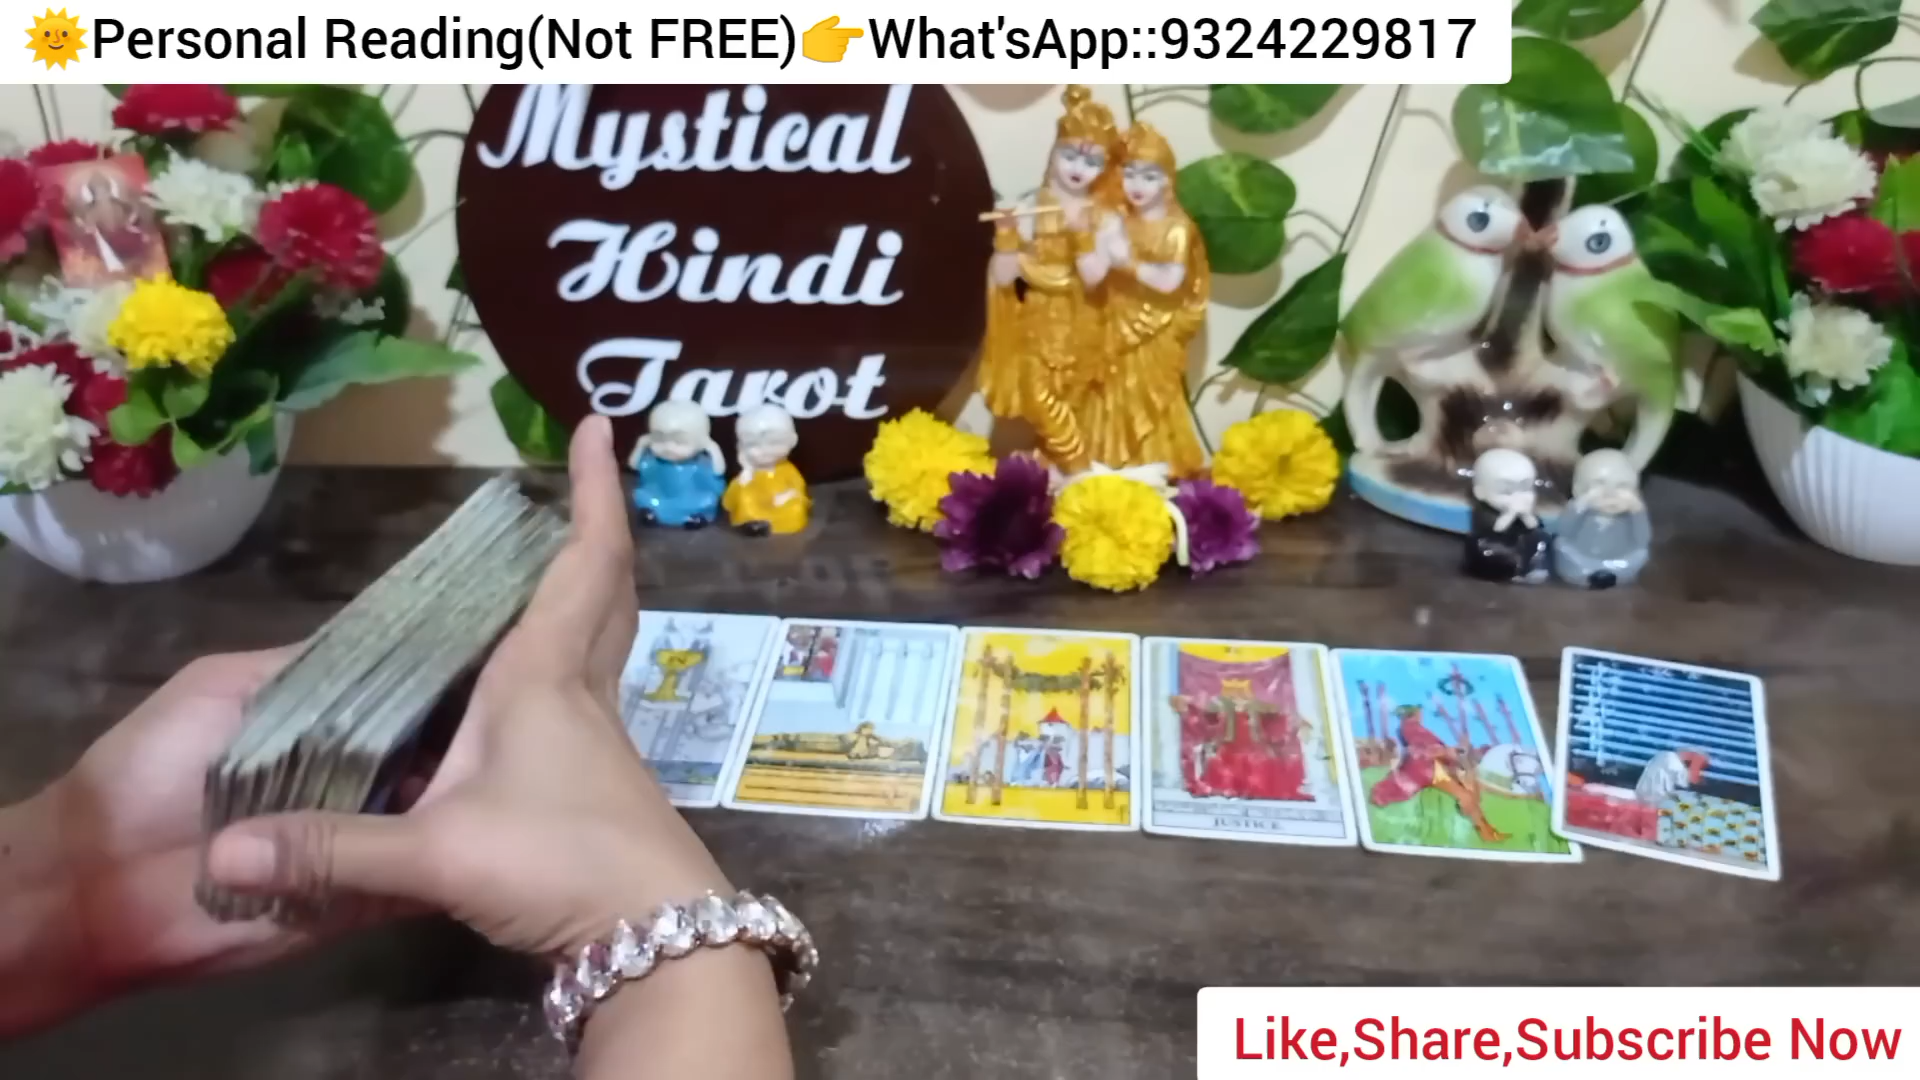 🌞Personal Reading(Not FREE)👉What'sApp::9324229817
Mystical
Hindi
Tarot
JUSTICE.
Like,Share,Subscribe Now